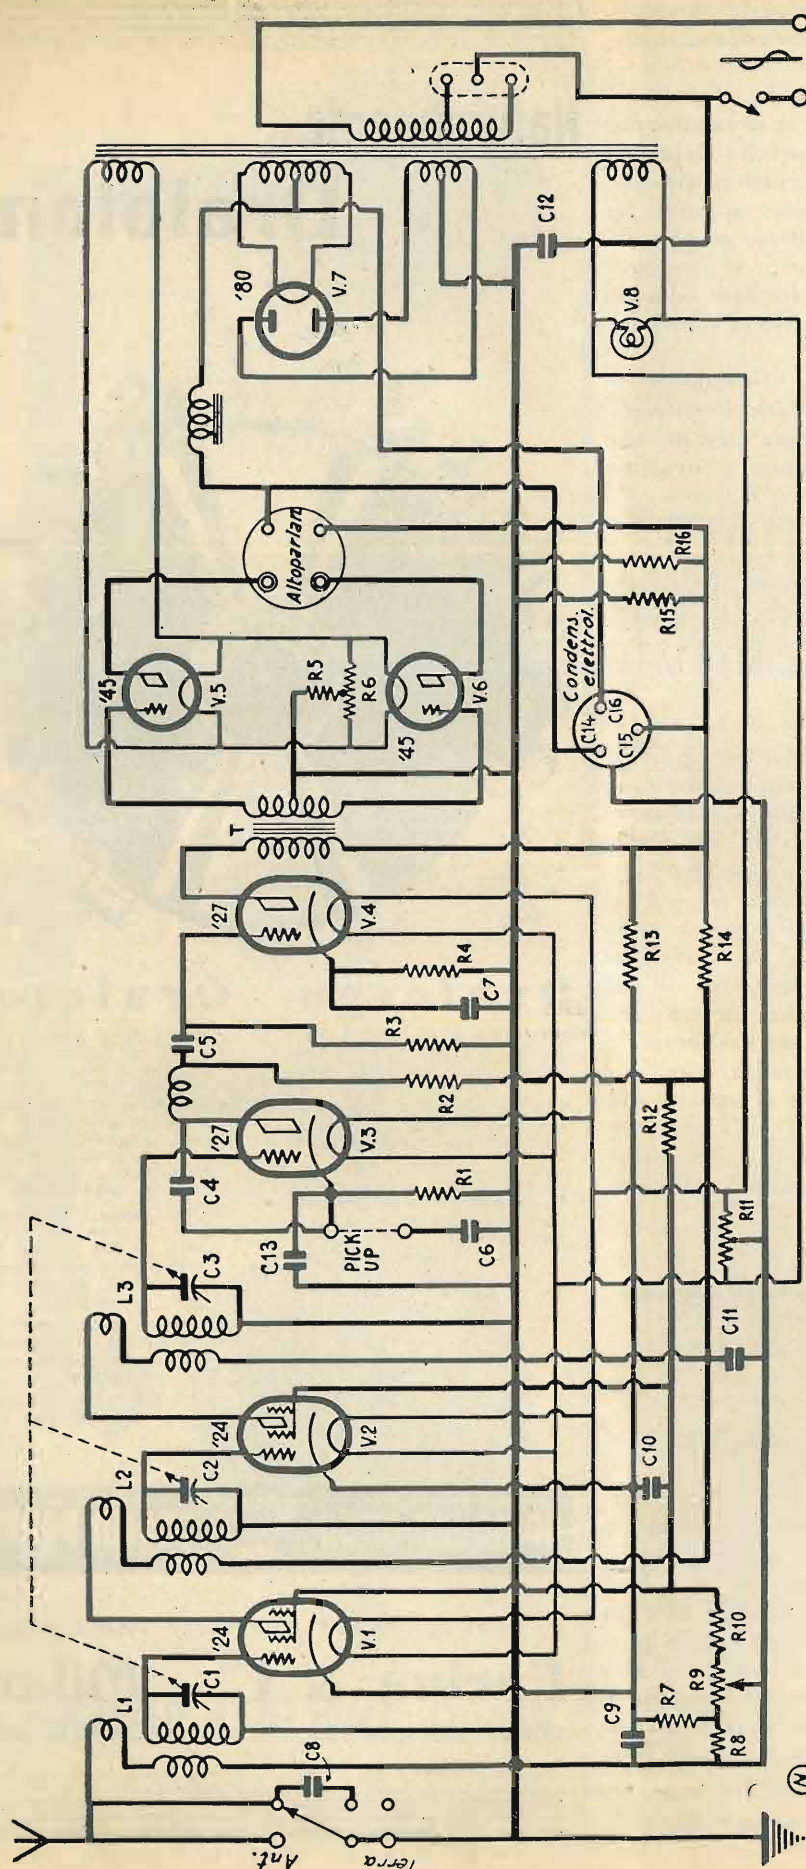 L1
L2
L3
C1
C2
C3
C4
C5
'24
V.1
'24
V.2
'27
V.3
'27
V.4
T
'45
V.5
'45
V.6
R5
R6
Altoparlan.
'80
V.7
V.8
C12
Ant.
Terra
C8
C13
PICK
UP
C6
R1
R2
R3
C7
R4
C9
R7
R8
R9
R10
C10
C11
R11
R12
R13
R14
Condens.
elettrol.
C14
C15
C16
R15
R16
N